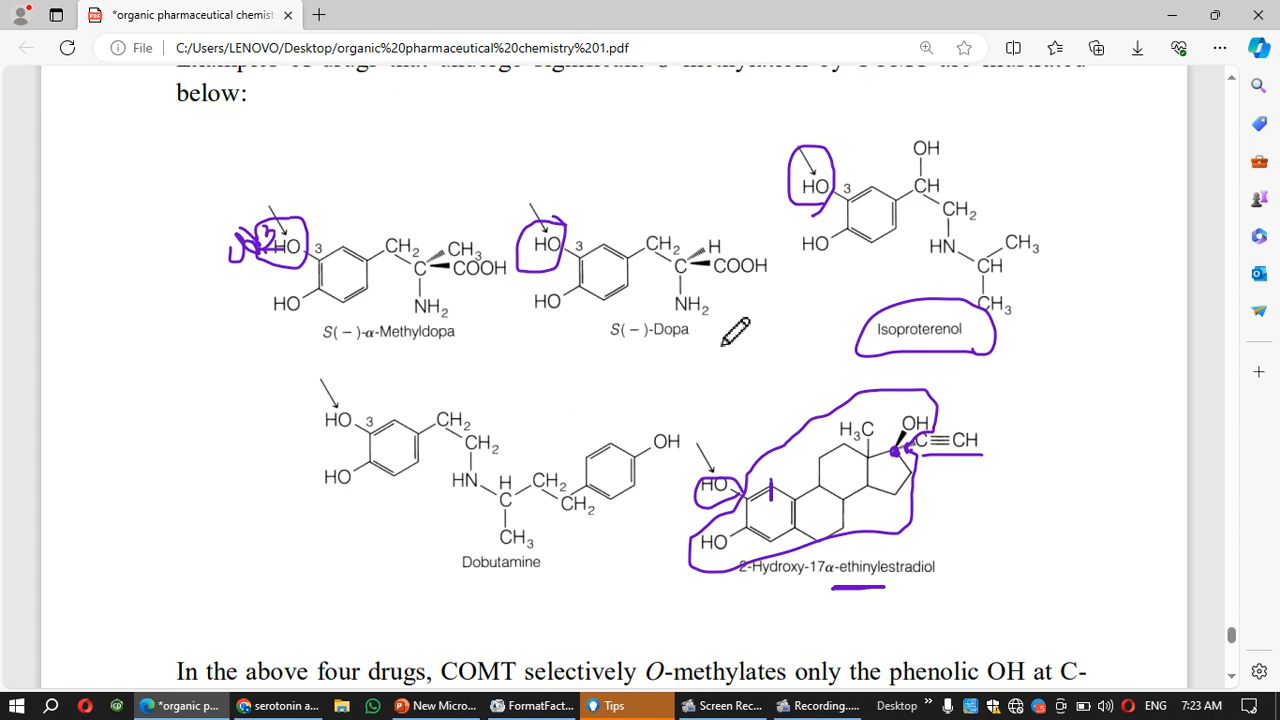 *organic pharmaceutical chemist
File
C:/Users/LENOVO/Desktop/organic%20pharmaceutical%20chemistry%201.pdf
below:
OH
HO 3 CH
CH2
HO HN CH3
CH
CH3
Isoproterenol
HO 3 CH2 CH3
C COOH
HO NH2
S(−)-α-Methyldopa
HO 3 CH2 H
C COOH
HO NH2
S(−)-Dopa
HO 3 CH2
CH2 OH
HO HN H CH2
C CH2
CH3
Dobutamine
H3C OH
C≡CH
HO
HO
2-Hydroxy-17α-ethinylestradiol
In the above four drugs, COMT selectively O-methylates only the phenolic OH at C-
*organic p...
serotonin a...
New Micro...
FormatFact...
Tips
Screen Rec...
Recording....
Desktop
ENG
7:23 AM